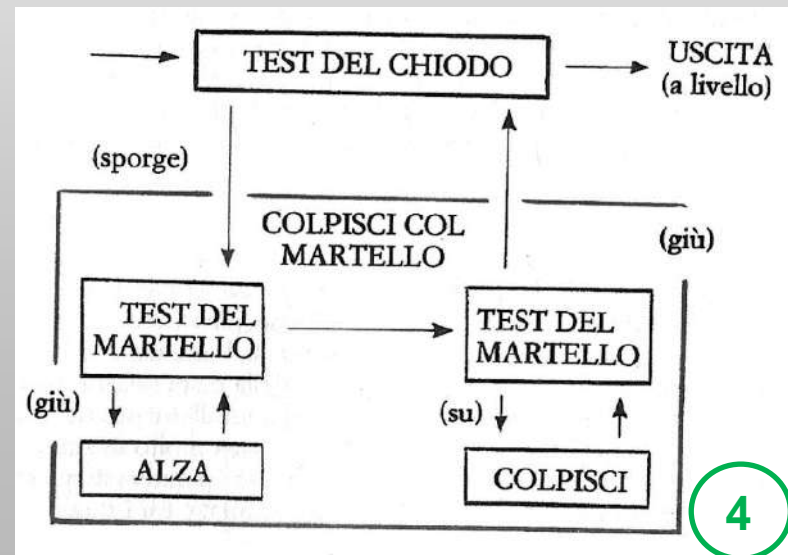 TEST DEL CHIODO
USCITA
(a livello)
(sporge)
COLPISCI COL
MARTELLO
(giù)
TEST DEL
MARTELLO
TEST DEL
MARTELLO
(giù)
(su)
ALZA
COLPISCI
4